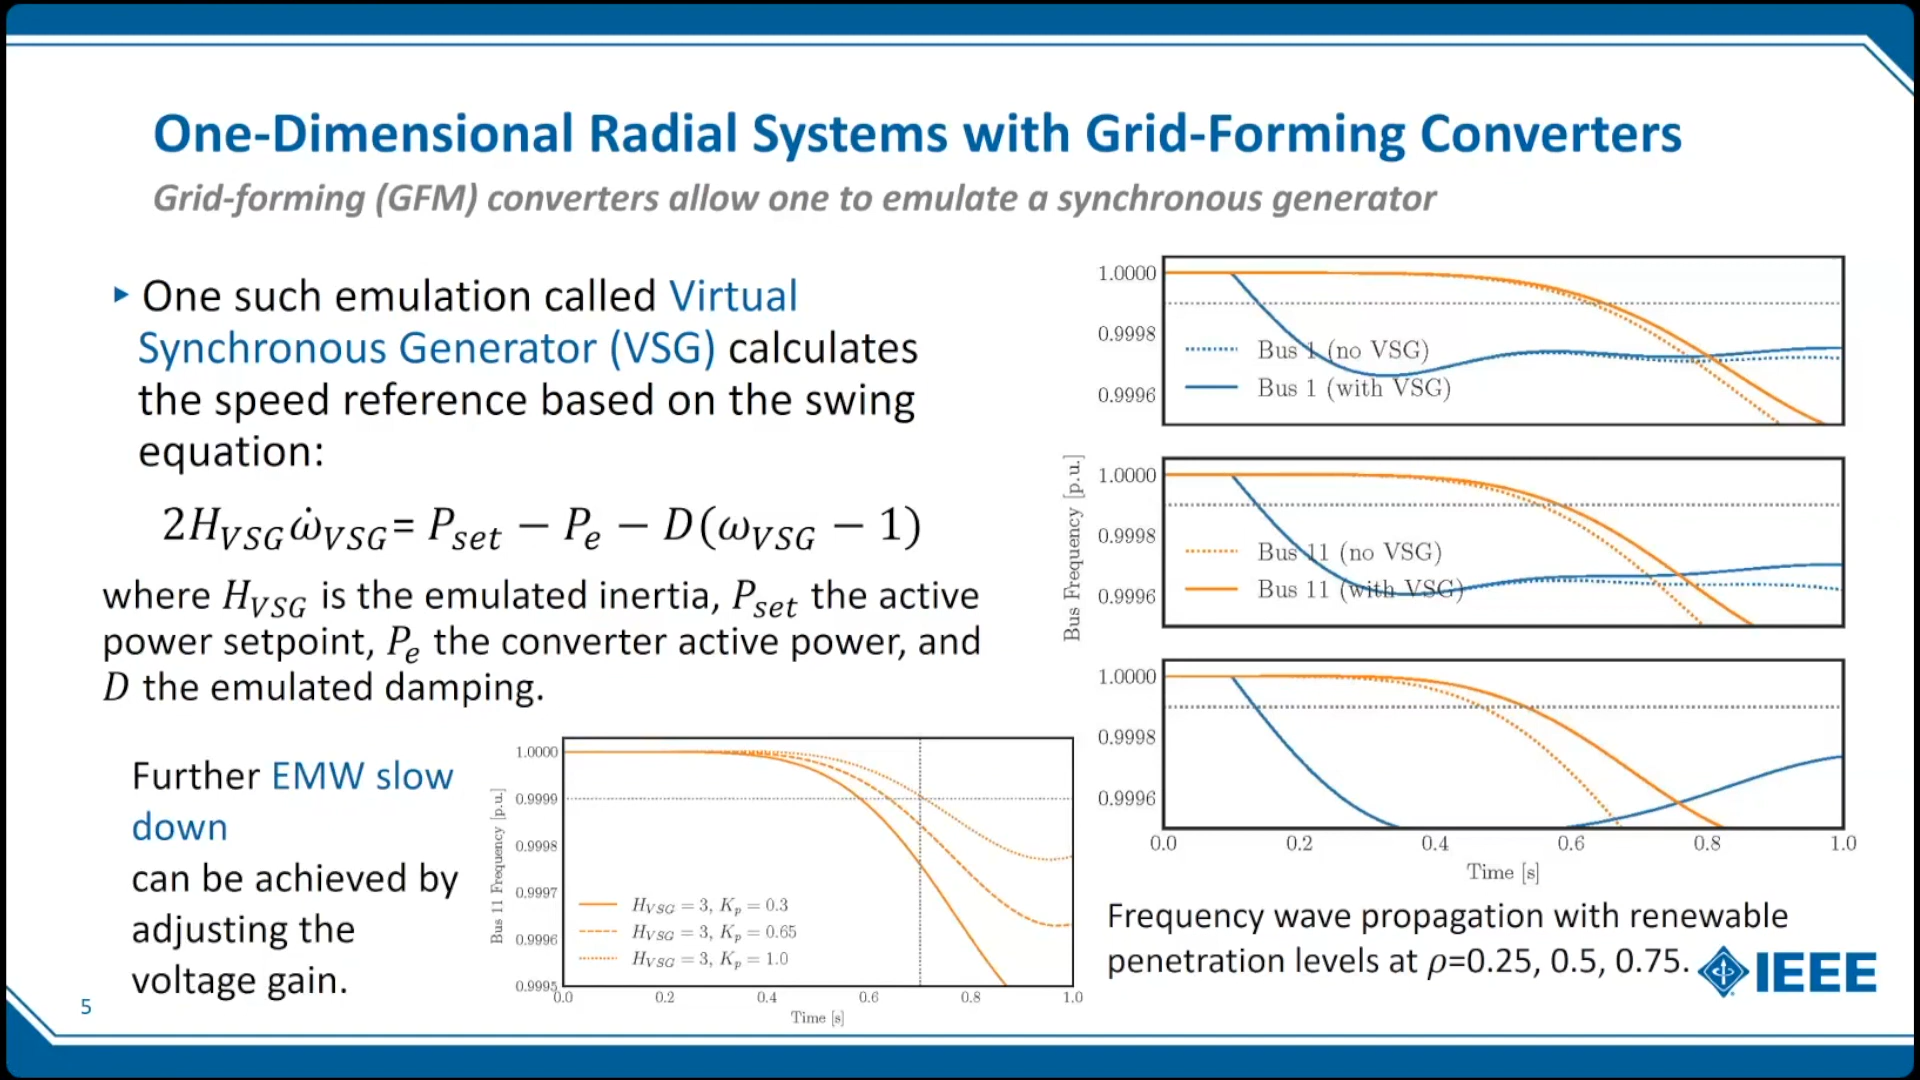 One-Dimensional Radial Systems with Grid-Forming Converters
Grid-forming (GFM) converters allow one to emulate a synchronous generator
▸ One such emulation called Virtual
Synchronous Generator (VSG) calculates
the speed reference based on the swing
equation:
2H_VSG ω̇_VSG = P_set − P_e − D(ω_VSG − 1)
where H_VSG is the emulated inertia, P_set the active
power setpoint, P_e the converter active power, and
D the emulated damping.
Further EMW slow
down
can be achieved by
adjusting the
voltage gain.
Bus 11 Frequency [p.u.]
1.0000
0.9999
0.9998
0.9997
0.9996
0.9995
H_VSG = 3, K_p = 0.3
H_VSG = 3, K_p = 0.65
H_VSG = 3, K_p = 1.0
0.0 0.2 0.4 0.6 0.8 1.0
Time [s]
Bus Frequency [p.u.]
1.0000
0.9998
0.9996
Bus 1 (no VSG)
Bus 1 (with VSG)
1.0000
0.9998
0.9996
Bus 11 (no VSG)
Bus 11 (with VSG)
1.0000
0.9998
0.9996
0.0 0.2 0.4 0.6 0.8 1.0
Time [s]
Frequency wave propagation with renewable
penetration levels at ρ=0.25, 0.5, 0.75.
IEEE
5